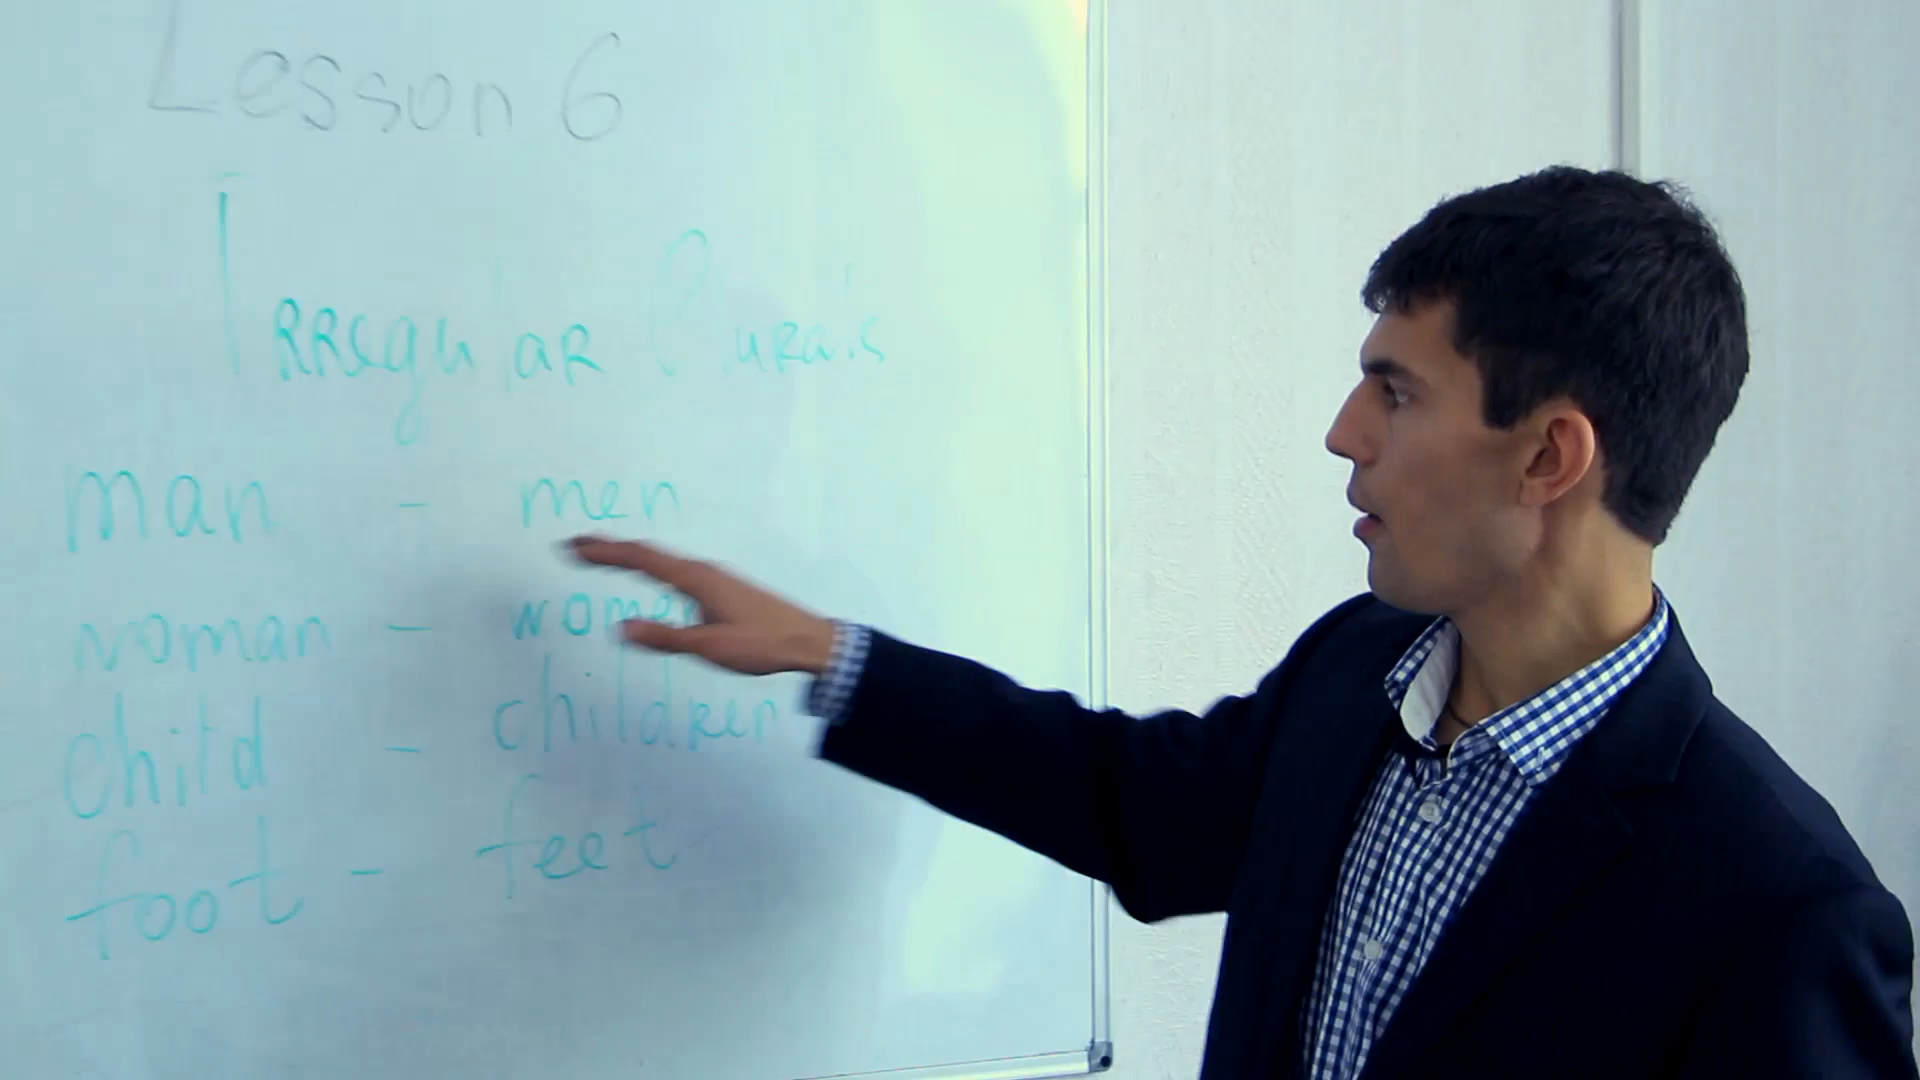 Lesson 6
Irregular Plurals
man - men
woman - women
child - children
foot - feet